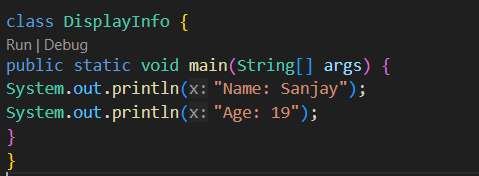 class DisplayInfo {
Run | Debug
public static void main(String[] args) {
System.out.println(x: "Name: Sanjay");
System.out.println(x: "Age: 19");
}
}